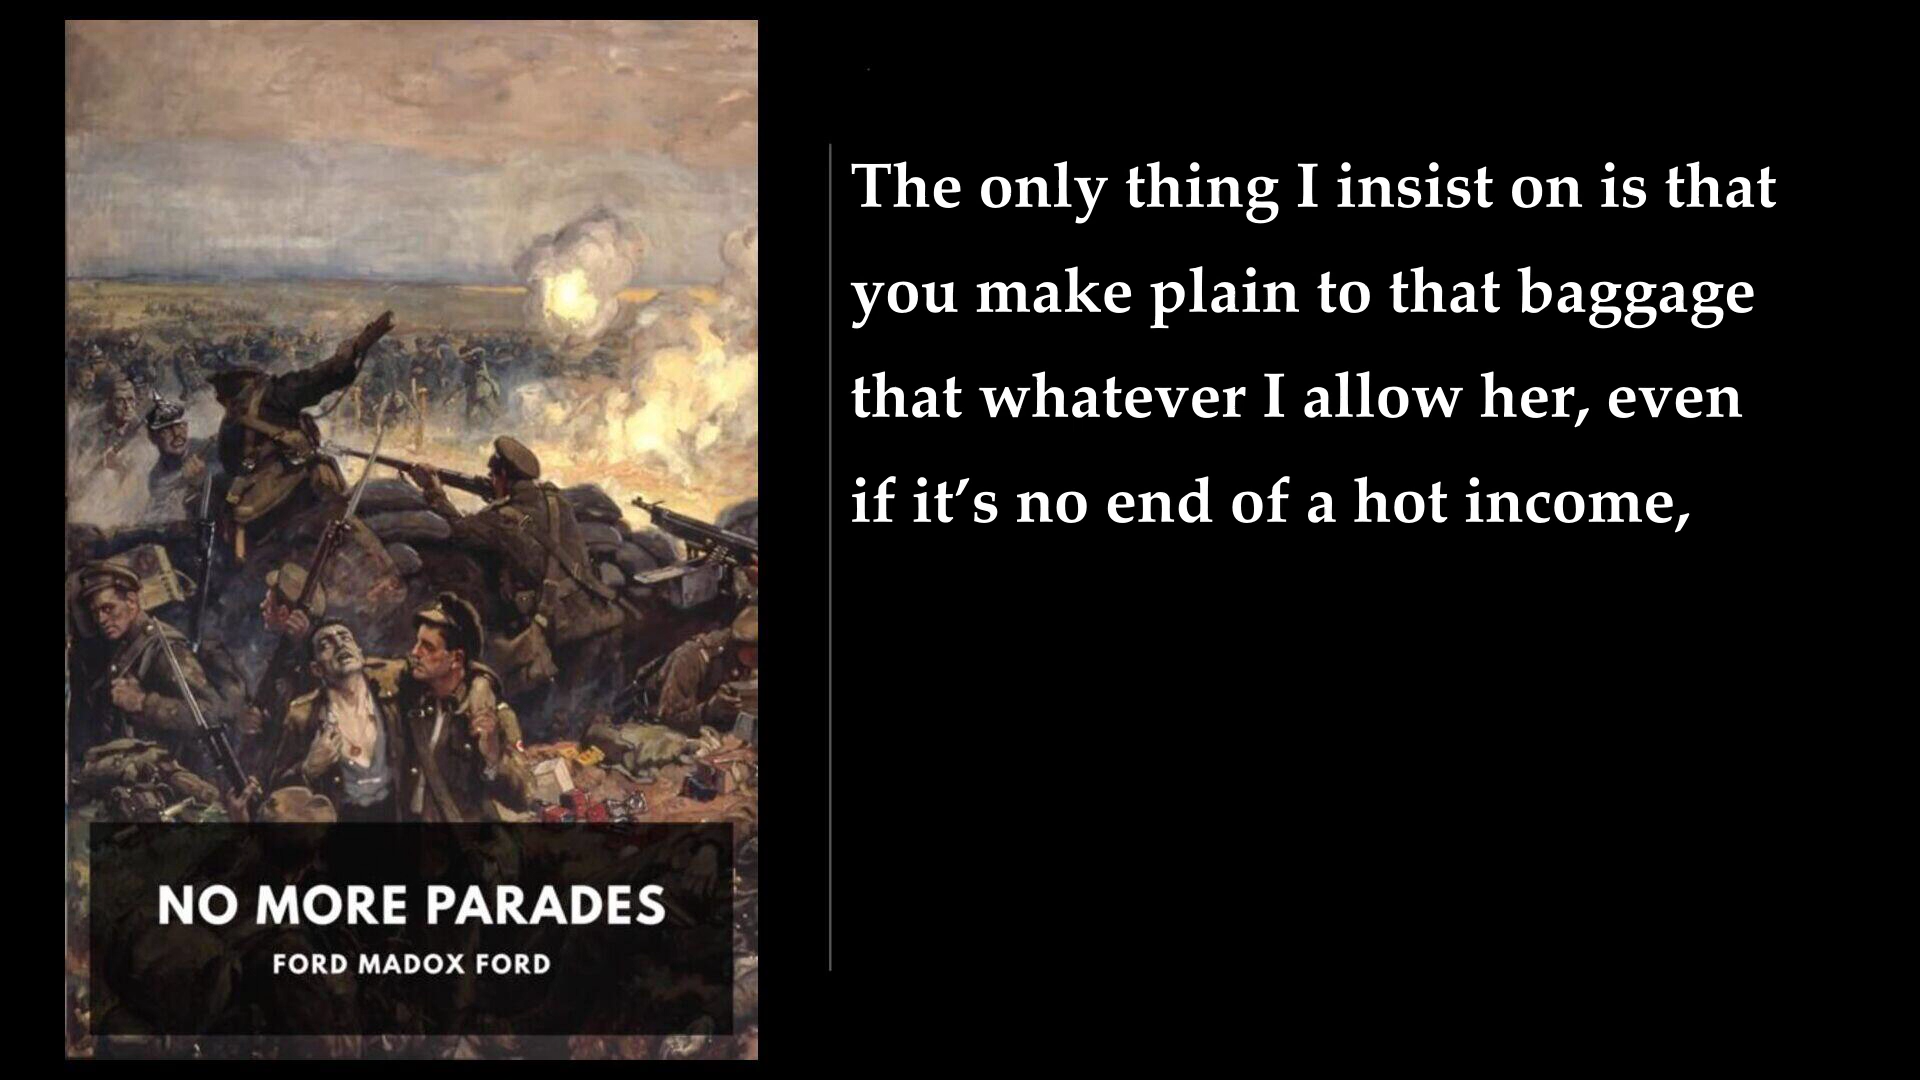 The only thing I insist on is that
you make plain to that baggage
that whatever I allow her, even
if it’s no end of a hot income,
NO MORE PARADES
FORD MADOX FORD